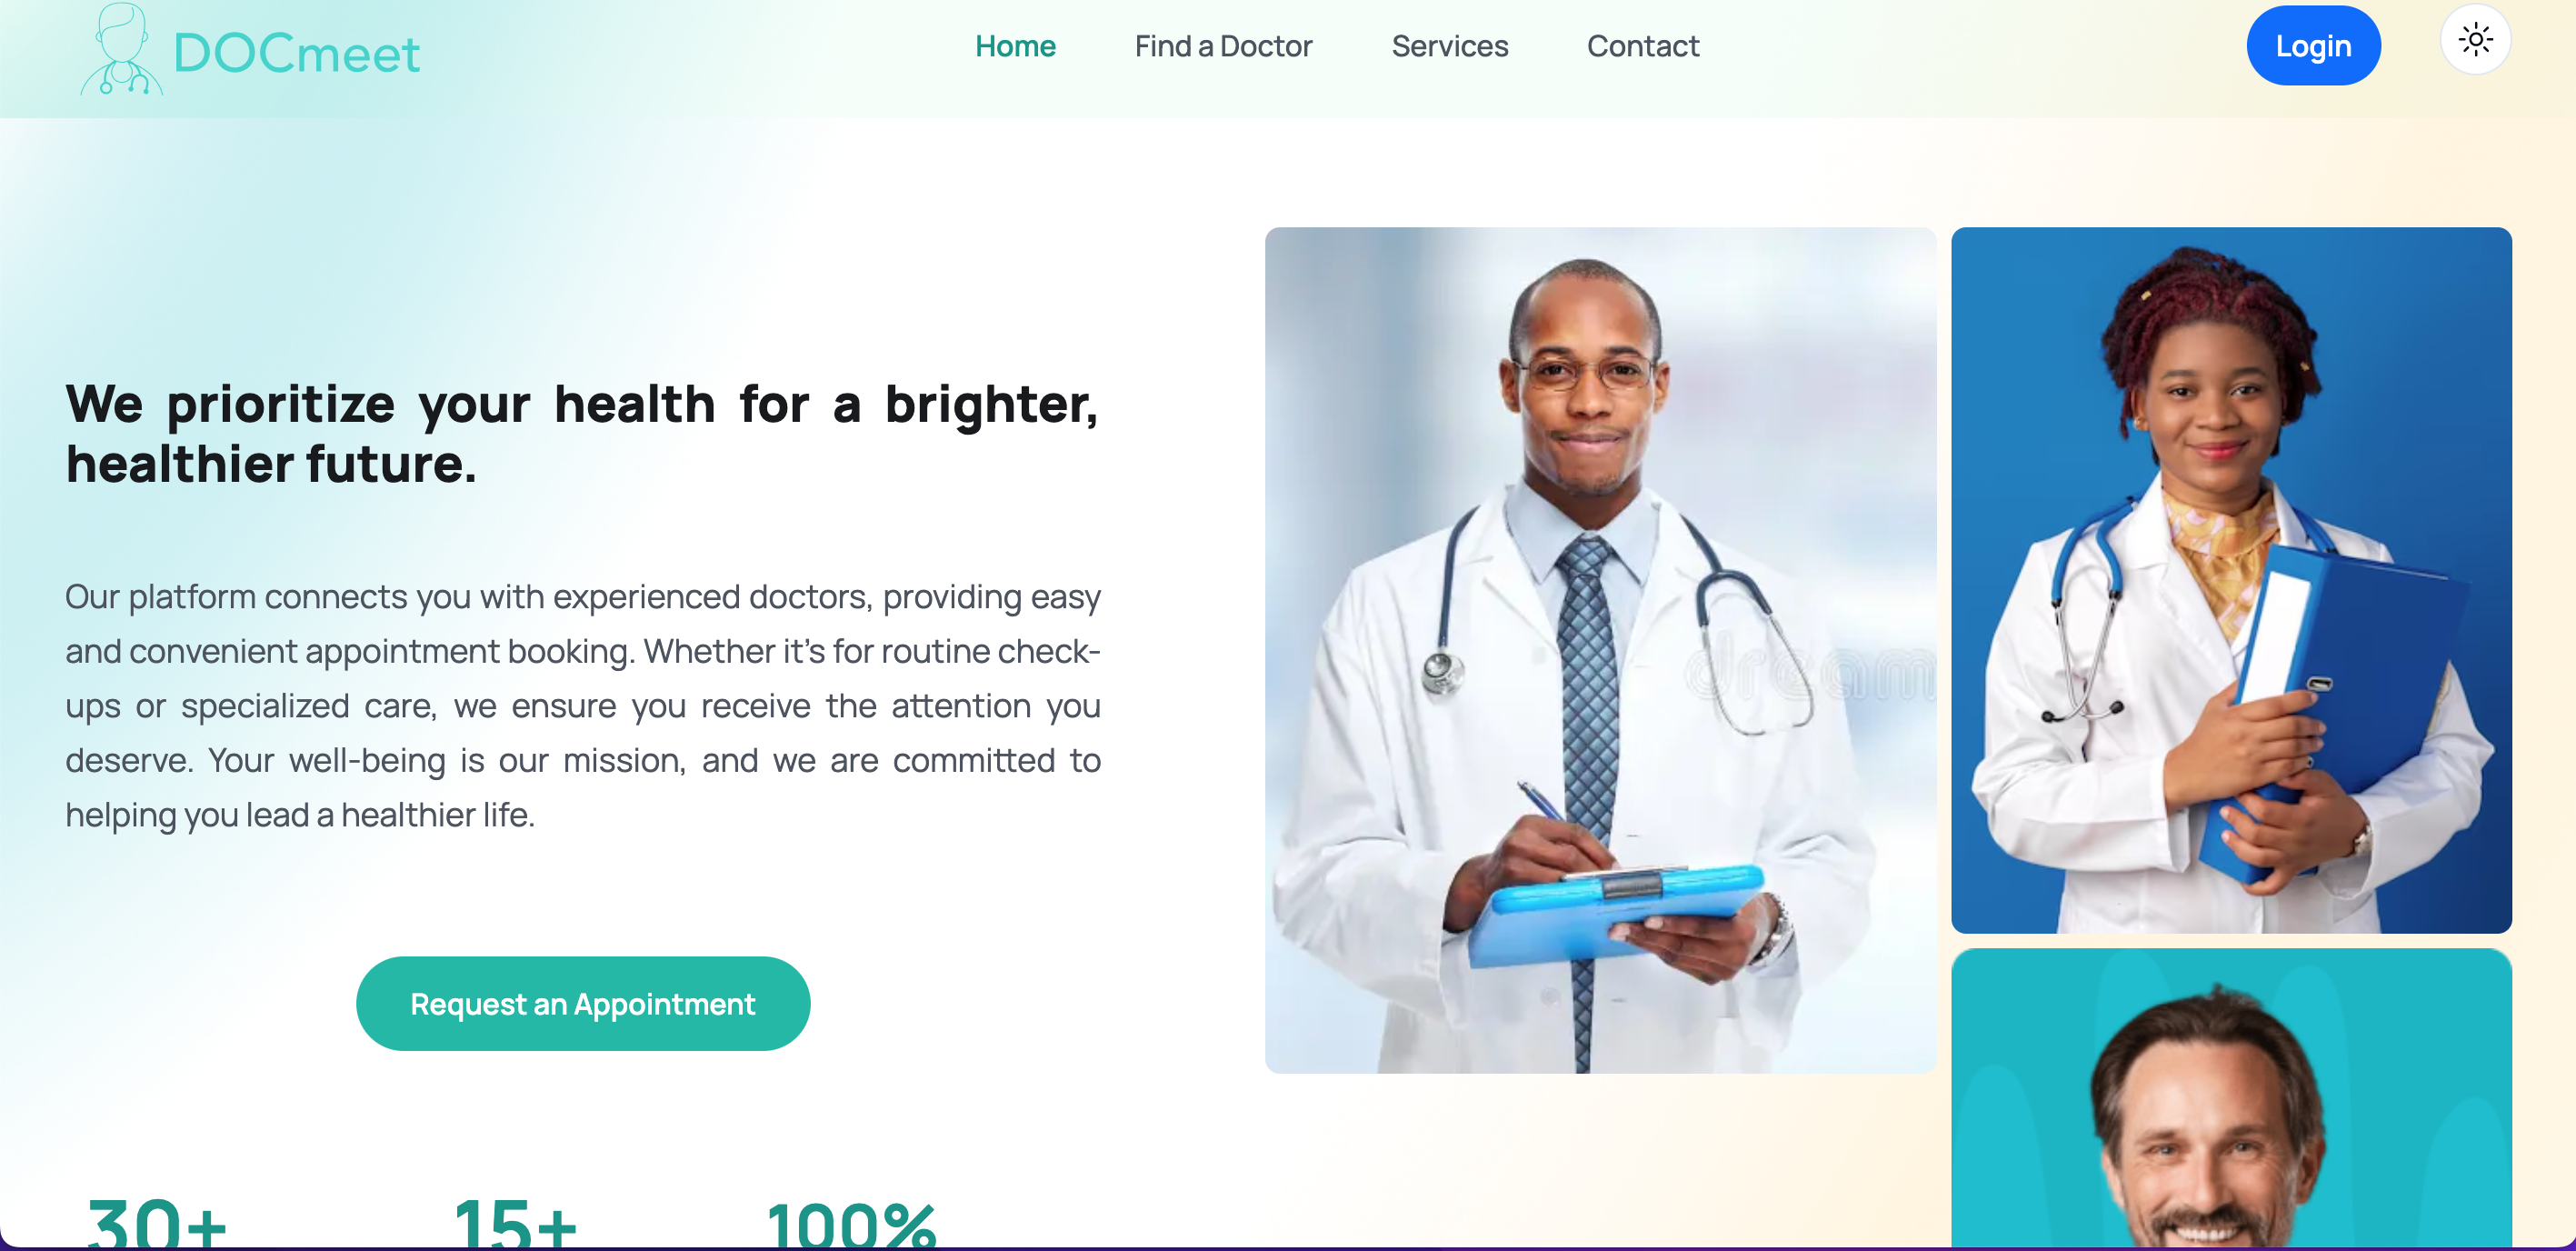 DOCmeet
Home
Find a Doctor
Services
Contact
Login
We prioritize your health for a brighter,
healthier future.
Our platform connects you with experienced doctors, providing easy
and convenient appointment booking. Whether it's for routine check-
ups or specialized care, we ensure you receive the attention you
deserve. Your well-being is our mission, and we are committed to
helping you lead a healthier life.
Request an Appointment
30+
15+
100%
dream